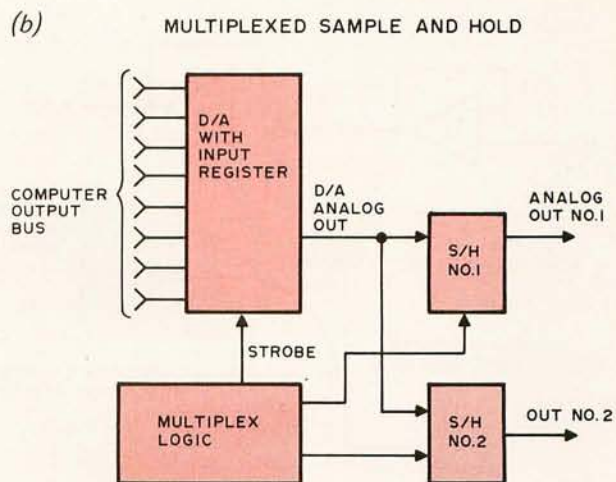 (b)
MULTIPLEXED SAMPLE AND HOLD
D/A
WITH
INPUT
REGISTER
COMPUTER
OUTPUT
BUS
D/A
ANALOG
OUT
S/H
NO.1
ANALOG
OUT NO.1
STROBE
MULTIPLEX
LOGIC
S/H
NO.2
OUT NO.2